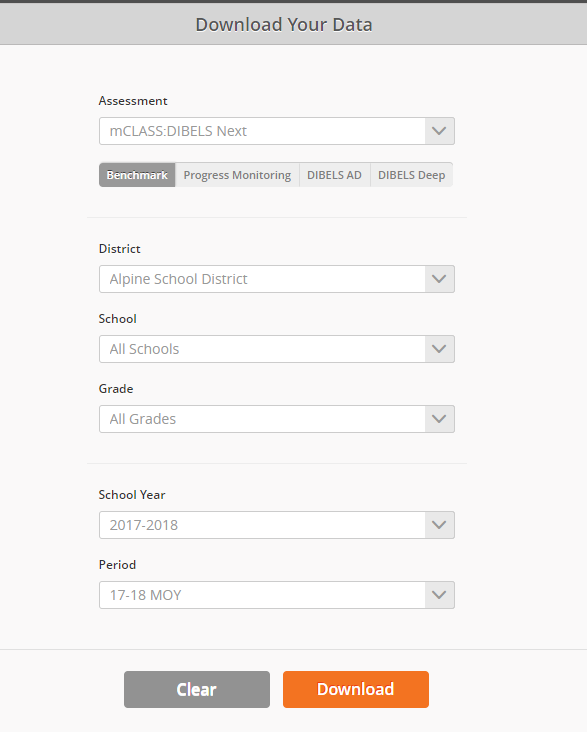 Download Your Data
Assessment
mCLASS:DIBELS Next
Benchmark Progress Monitoring DIBELS AD DIBELS Deep
District
Alpine School District
School
All Schools
Grade
All Grades
School Year
2017-2018
Period
17-18 MOY
Clear Download